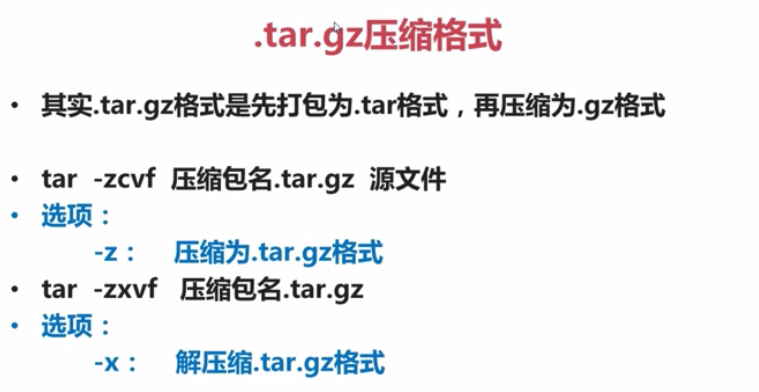 .tar.gz压缩格式
• 其实.tar.gz格式是先打包为.tar格式，再压缩为.gz格式
• tar -zcvf 压缩包名.tar.gz 源文件
• 选项：
-z： 压缩为.tar.gz格式
• tar -zxvf 压缩包名.tar.gz
• 选项：
-x： 解压缩.tar.gz格式